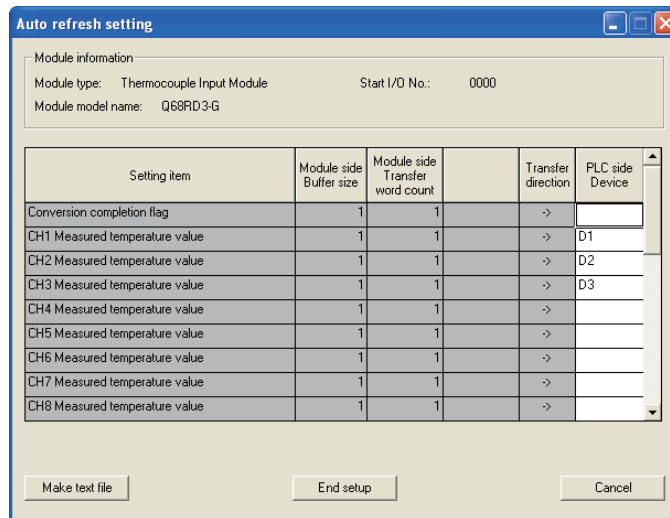 Auto refresh setting
Module information
Module type: Thermocouple Input Module Start I/O No.: 0000
Module model name: Q68RD3-G
Setting item Module side Buffer size Module side Transfer word count Transfer direction PLC side Device
Conversion completion flag 1 1 ->
CH1 Measured temperature value 1 1 -> D1
CH2 Measured temperature value 1 1 -> D2
CH3 Measured temperature value 1 1 -> D3
CH4 Measured temperature value 1 1 ->
CH5 Measured temperature value 1 1 ->
CH6 Measured temperature value 1 1 ->
CH7 Measured temperature value 1 1 ->
CH8 Measured temperature value 1 1 ->
Make text file End setup Cancel